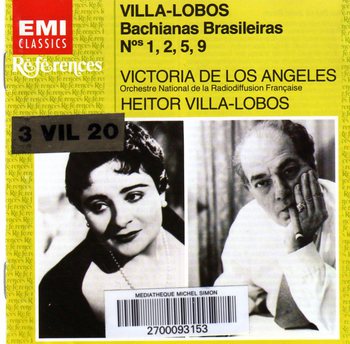 EMI
CLASSICS
Références
VILLA-LOBOS
Bachianas Brasileiras
Nos 1, 2, 5, 9
VICTORIA DE LOS ANGELES
Orchestre National de la Radiodiffusion Française
HEITOR VILLA-LOBOS
3 VIL 20
MEDIATHEQUE MICHEL SIMON
2700093153